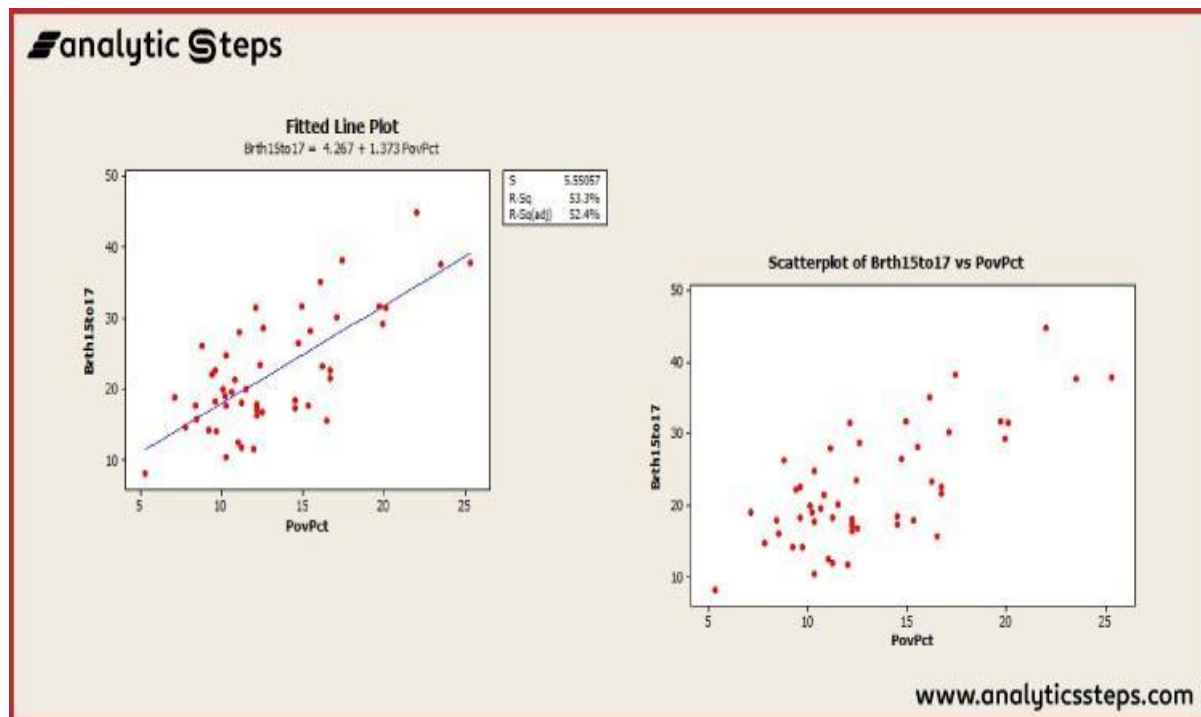 analytic Steps
Fitted Line Plot
Brth15to17 = 4.267 + 1.373 PovPct
S 5.55057
R-Sq 53.3%
R-Sq(adj) 52.4%
50
40
30
20
10
Brth15to17
5 10 15 20 25
PovPct
Scatterplot of Brth15to17 vs PovPct
50
40
30
20
10
Brth15to17
5 10 15 20 25
PovPct
www.analyticssteps.com